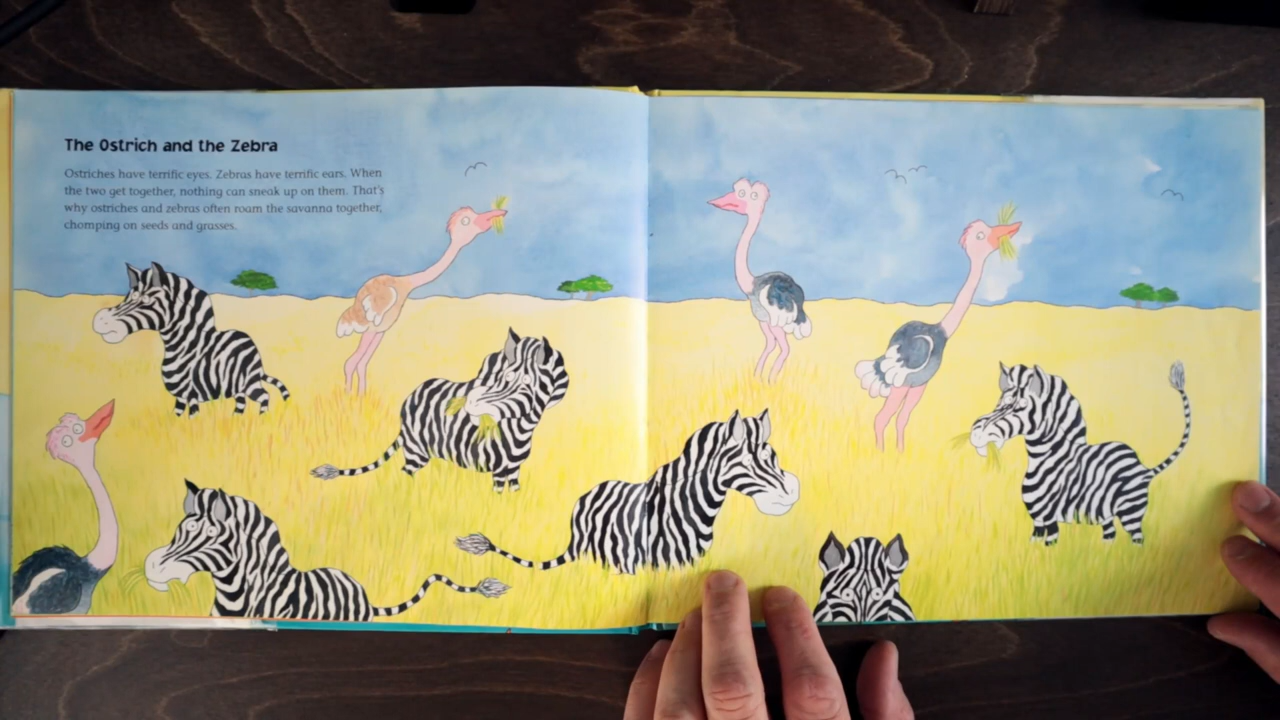 The Ostrich and the Zebra
Ostriches have terrific eyes. Zebras have terrific ears. When
the two get together, nothing can sneak up on them. That's
why ostriches and zebras often roam the savanna together,
chomping on seeds and grasses.